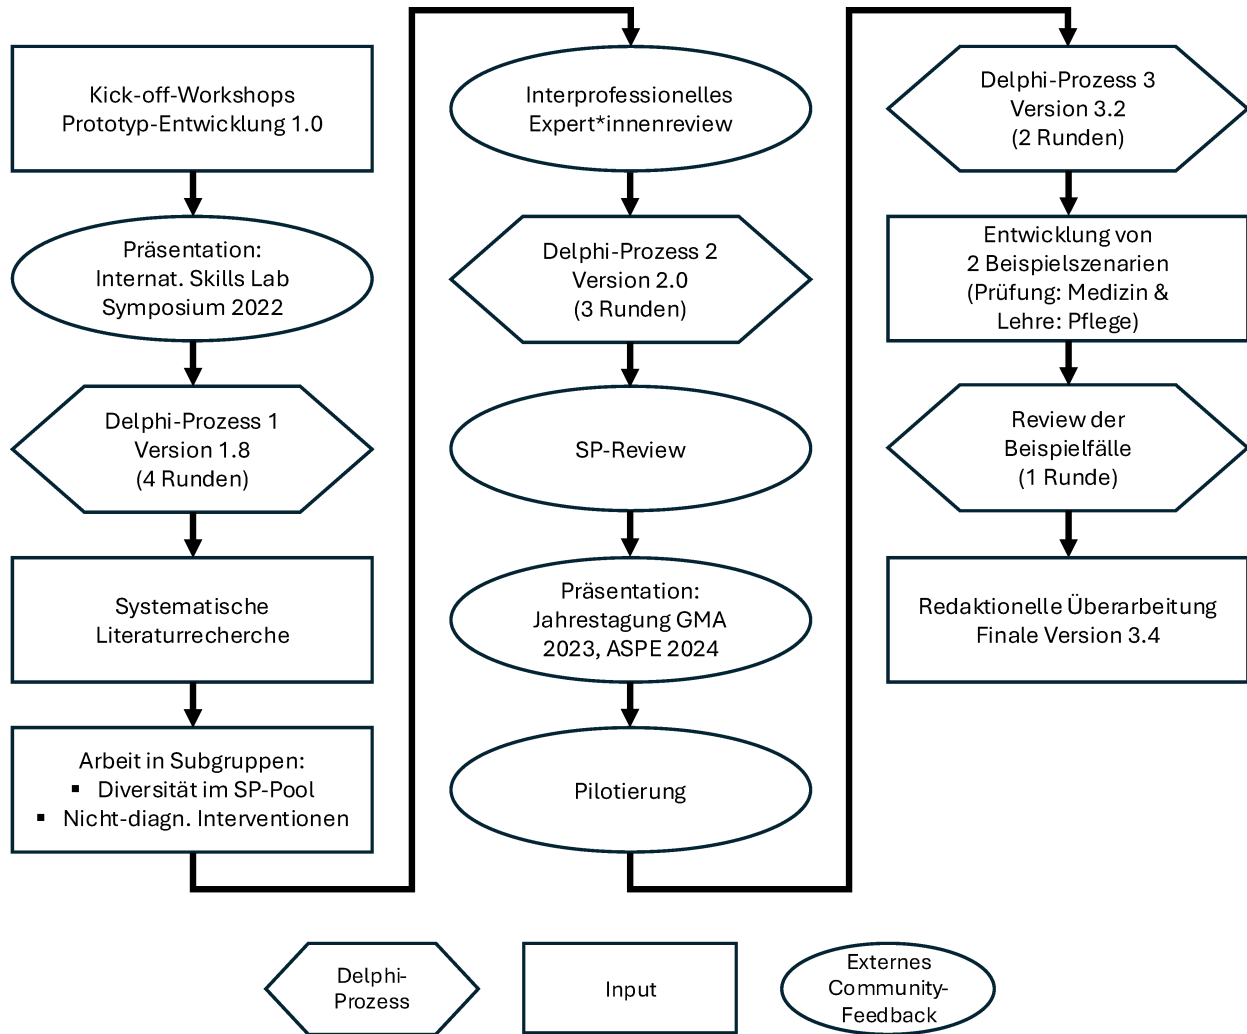 Kick-off-Workshops
Prototyp-Entwicklung 1.0
Präsentation:
Internat. Skills Lab
Symposium 2022
Delphi-Prozess 1
Version 1.8
(4 Runden)
Systematische
Literaturrecherche
Arbeit in Subgruppen:
▪ Diversität im SP-Pool
▪ Nicht-diagn. Interventionen
Interprofessionelles
Expert*innenreview
Delphi-Prozess 2
Version 2.0
(3 Runden)
SP-Review
Präsentation:
Jahrestagung GMA
2023, ASPE 2024
Pilotierung
Delphi-Prozess 3
Version 3.2
(2 Runden)
Entwicklung von
2 Beispielszenarien
(Prüfung: Medizin &
Lehre: Pflege)
Review der
Beispielfälle
(1 Runde)
Redaktionelle Überarbeitung
Finale Version 3.4
Delphi-
Prozess
Input
Externes
Community-
Feedback